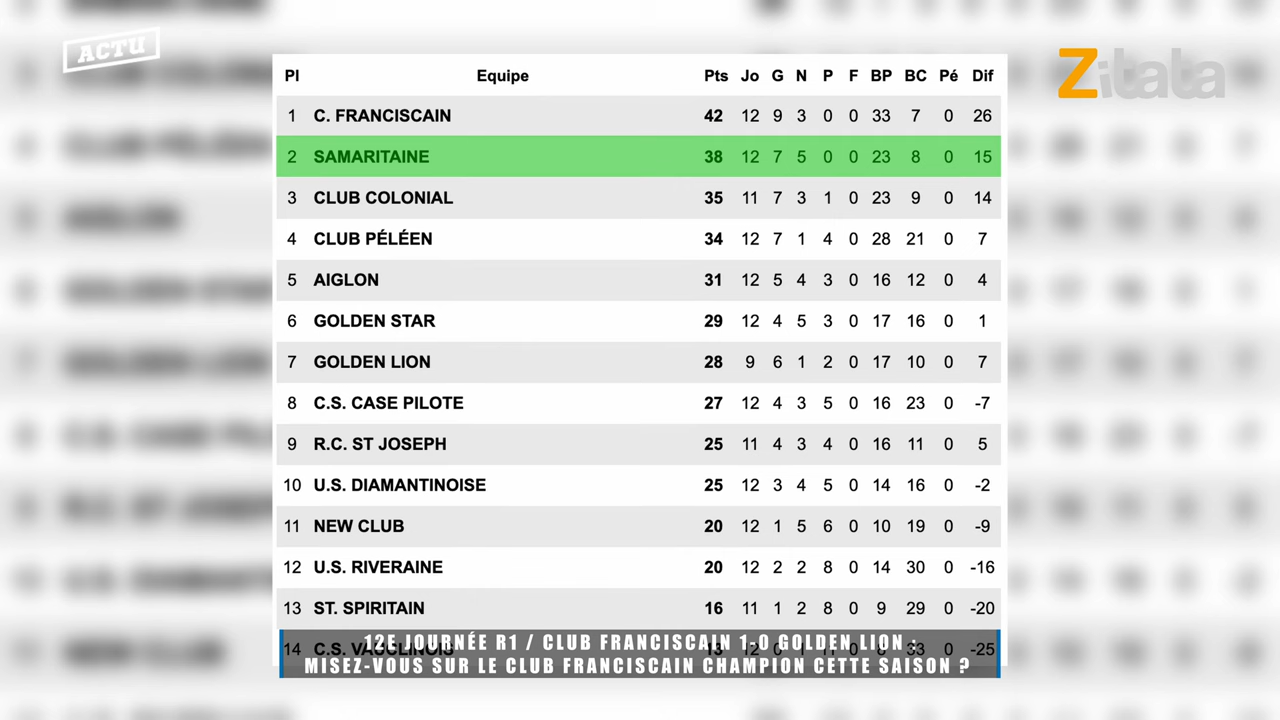 ACTU
Zitata
Pl Equipe Pts Jo G N P F BP BC Pé Dif
1 C. FRANCISCAIN 42 12 9 3 0 0 33 7 0 26
2 SAMARITAINE 38 12 7 5 0 0 23 8 0 15
3 CLUB COLONIAL 35 11 7 3 1 0 23 9 0 14
4 CLUB PÉLÉEN 34 12 7 1 4 0 28 21 0 7
5 AIGLON 31 12 5 4 3 0 16 12 0 4
6 GOLDEN STAR 29 12 4 5 3 0 17 16 0 1
7 GOLDEN LION 28 9 6 1 2 0 17 10 0 7
8 C.S. CASE PILOTE 27 12 4 3 5 0 16 23 0 -7
9 R.C. ST JOSEPH 25 11 4 3 4 0 16 11 0 5
10 U.S. DIAMANTINOISE 25 12 3 4 5 0 14 16 0 -2
11 NEW CLUB 20 12 1 5 6 0 10 19 0 -9
12 U.S. RIVERAINE 20 12 2 2 8 0 14 30 0 -16
13 ST. SPIRITAIN 16 11 1 2 8 0 9 29 0 -20
14 C.S. VAUCLINOIS 13 12 0 1 11 0 8 33 0 -25
12E JOURNÉE R1 / CLUB FRANCISCAIN 1-0 GOLDEN LION :
MISEZ-VOUS SUR LE CLUB FRANCISCAIN CHAMPION CETTE SAISON ?